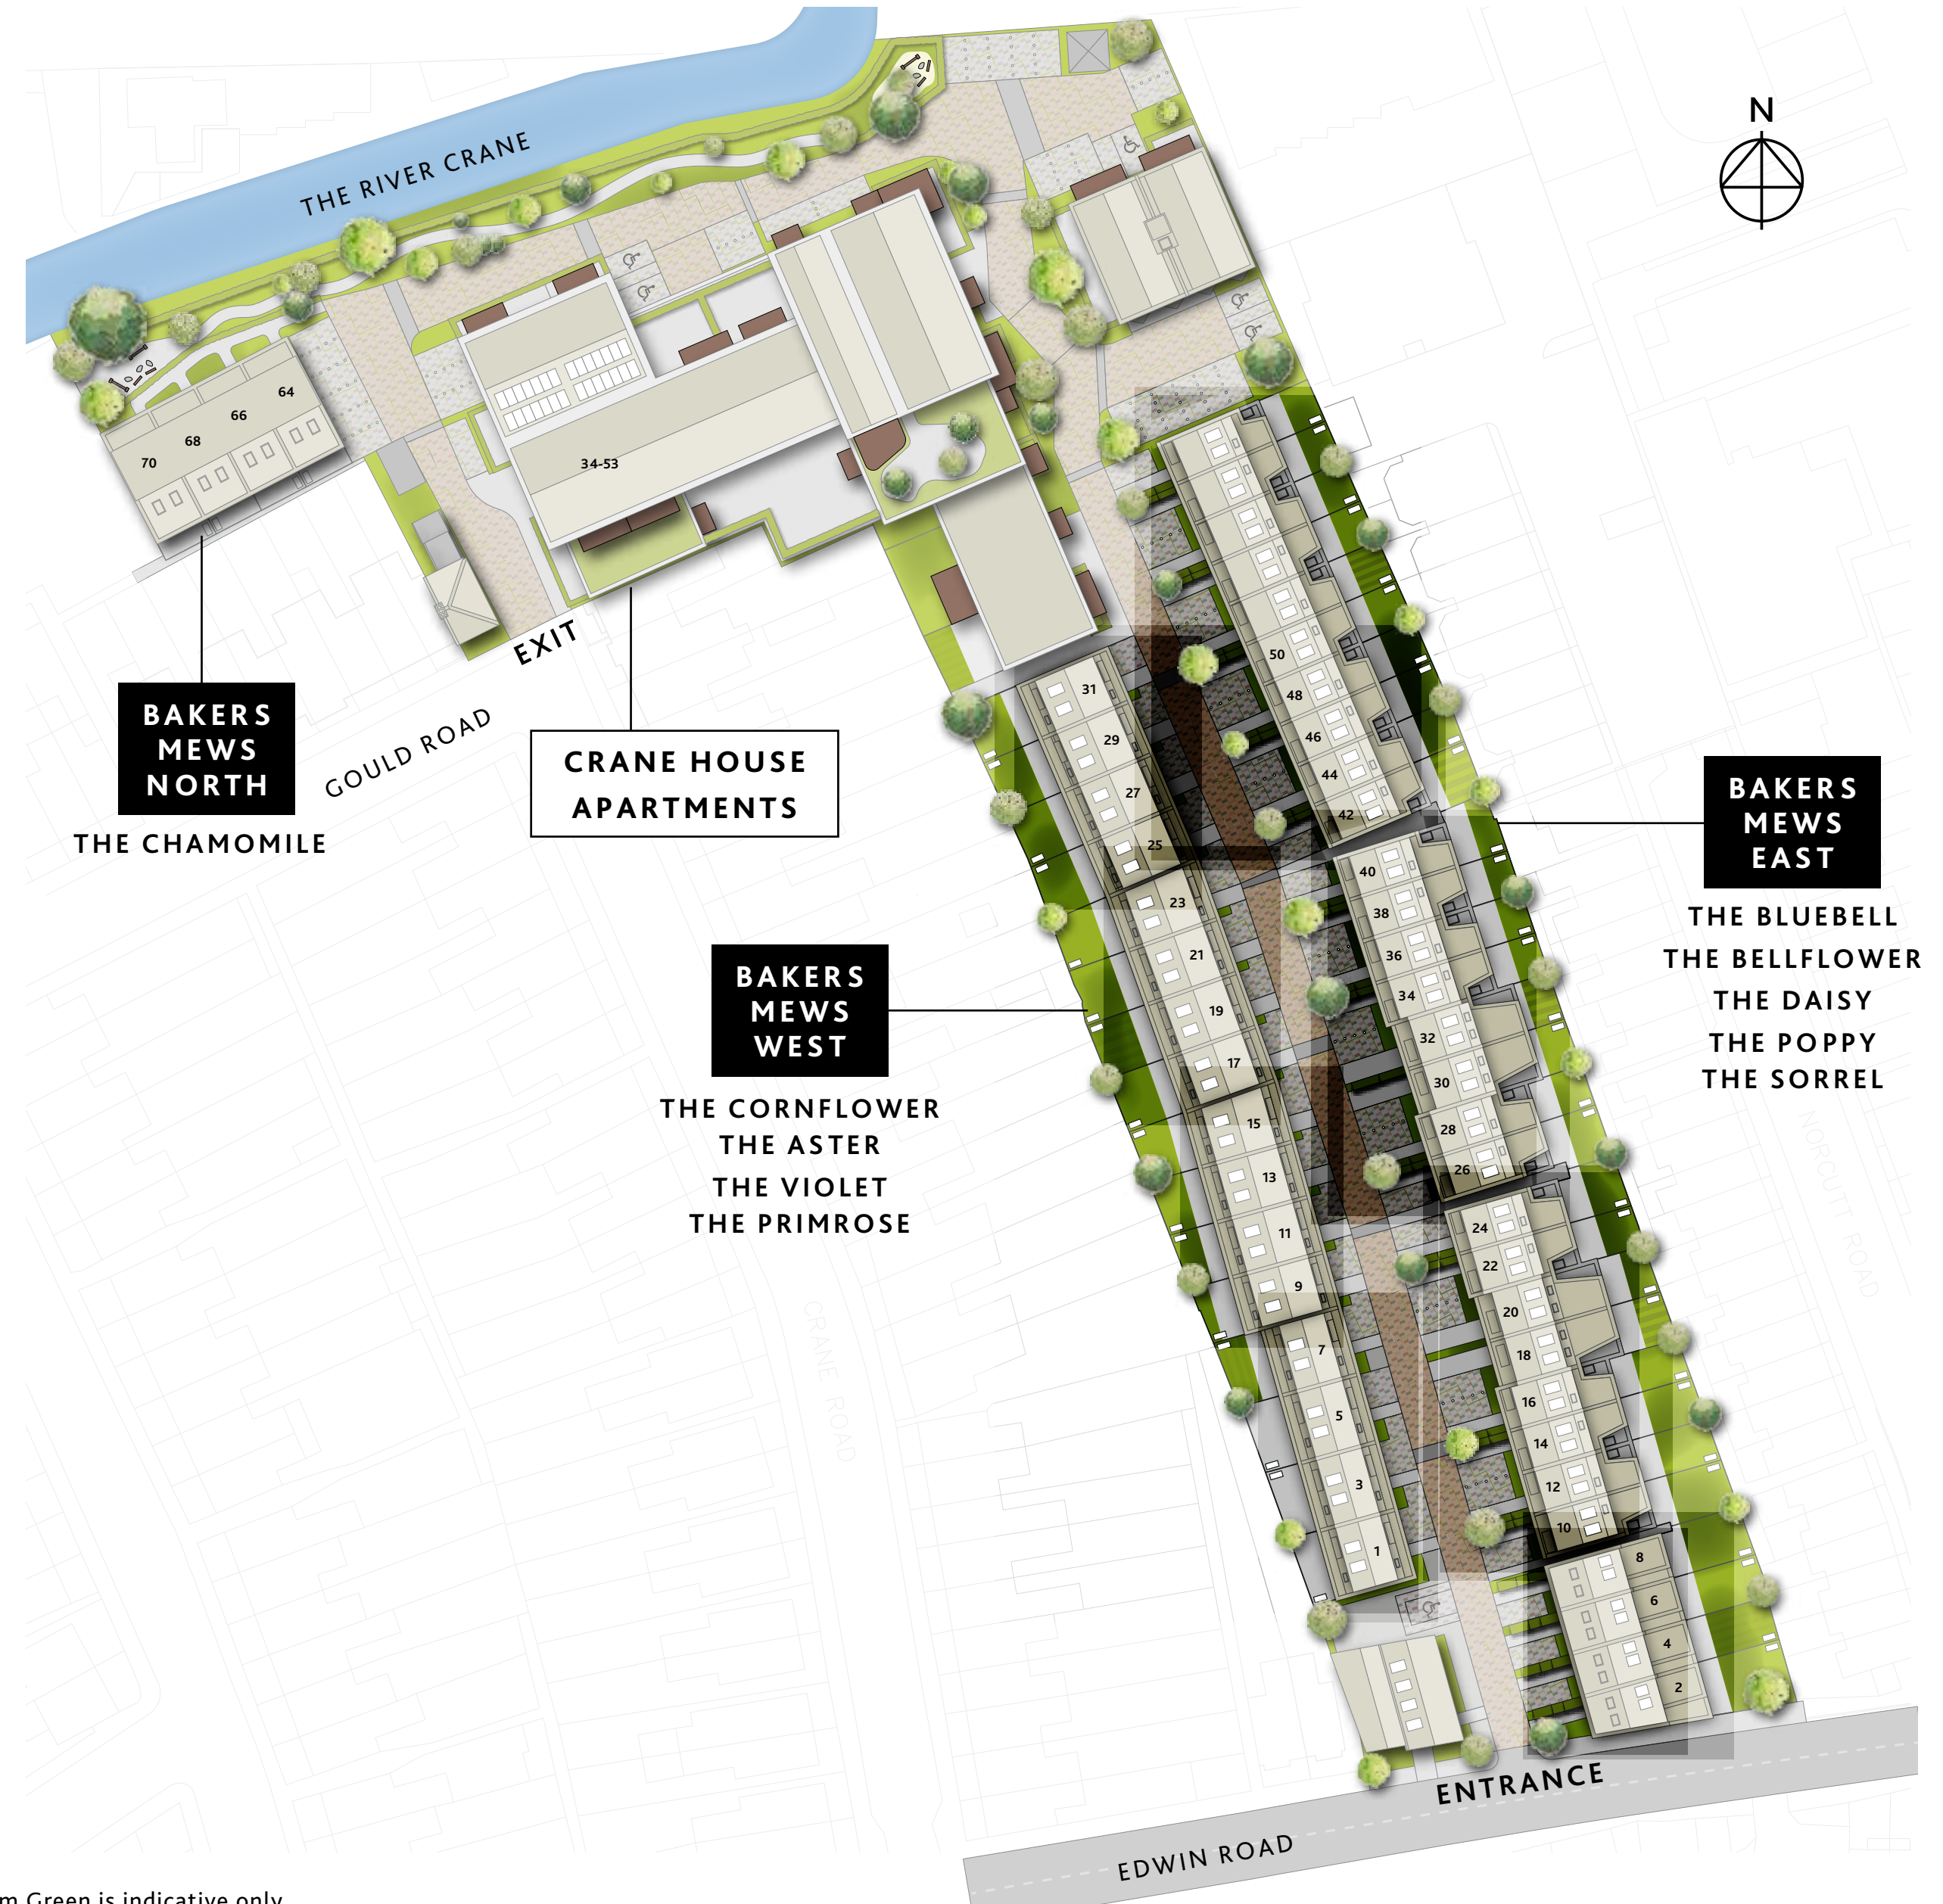 N
THE RIVER CRANE
64
66
68
70
34-53
EXIT
GOULD ROAD
BAKERS
MEWS
NORTH
THE CHAMOMILE
CRANE HOUSE
APARTMENTS
31
29
27
25
23
21
19
17
15
13
11
9
7
5
3
1
50
48
46
44
42
40
38
36
34
32
30
28
26
24
22
20
18
16
14
12
10
8
6
4
2
BAKERS
MEWS
WEST
THE CORNFLOWER
THE ASTER
THE VIOLET
THE PRIMROSE
BAKERS
MEWS
EAST
THE BLUEBELL
THE BELLFLOWER
THE DAISY
THE POPPY
THE SORREL
CRANE ROAD
NORCUTT ROAD
ENTRANCE
EDWIN ROAD
Green is indicative only